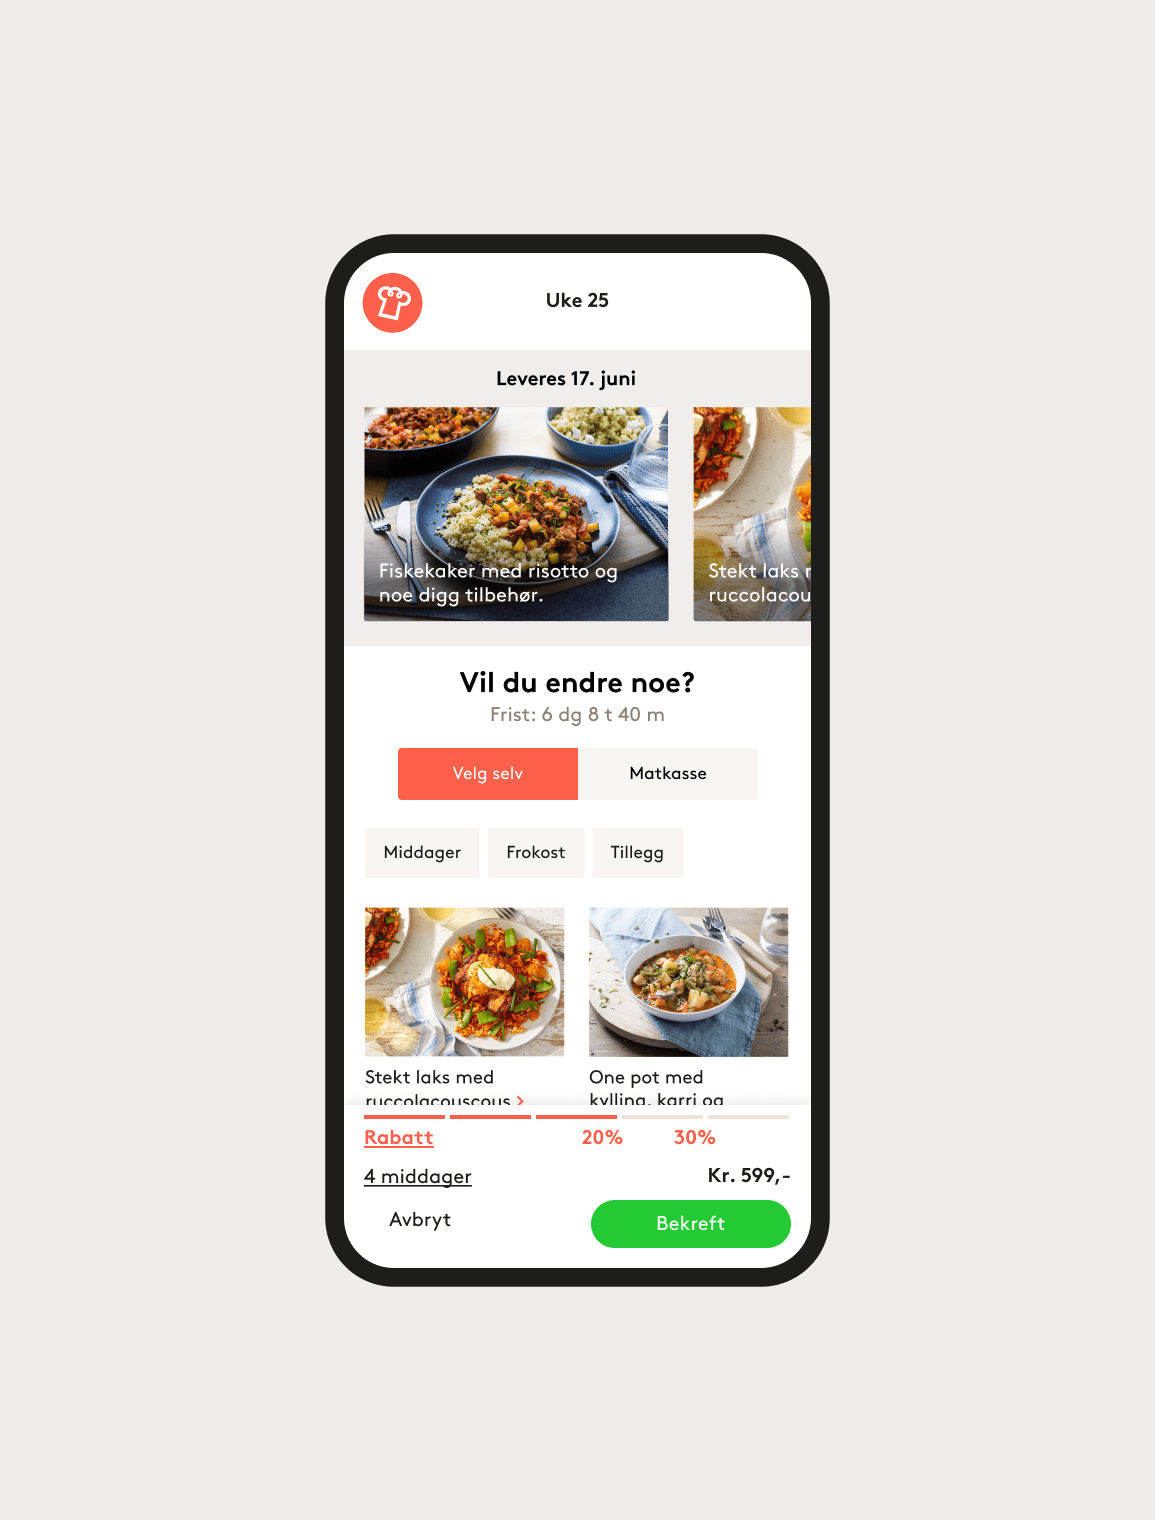 Uke 25
Leveres 17. juni
Fiskekaker med risotto og
noe digg tilbehør.
Stekt laks
ruccolacou
Vil du endre noe?
Frist: 6 dg 8 t 40 m
Velg selv
Matkasse
Middager
Frokost
Tillegg
Stekt laks med
ruccolacouscous >
One pot med
kylling, karri og
Rabatt
20%
30%
4 middager
Kr. 599,-
Avbryt
Bekreft